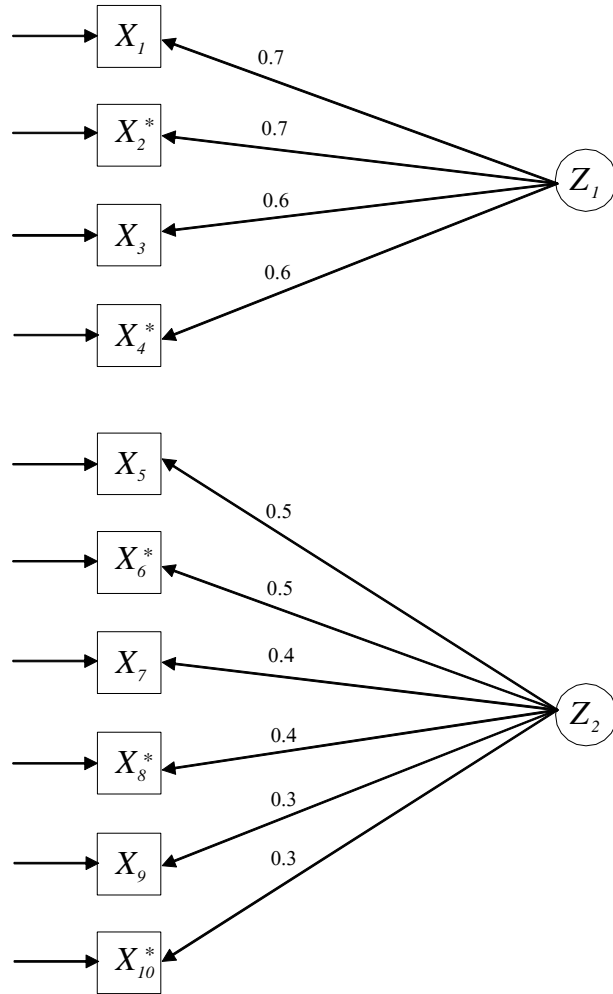 X₁
0.7
X₂*
0.7
Z₁
X₃
0.6
X₄*
0.6
X₅
0.5
X₆*
0.5
X₇
0.4
Z₂
X₈*
0.4
X₉
0.3
X₁₀*
0.3